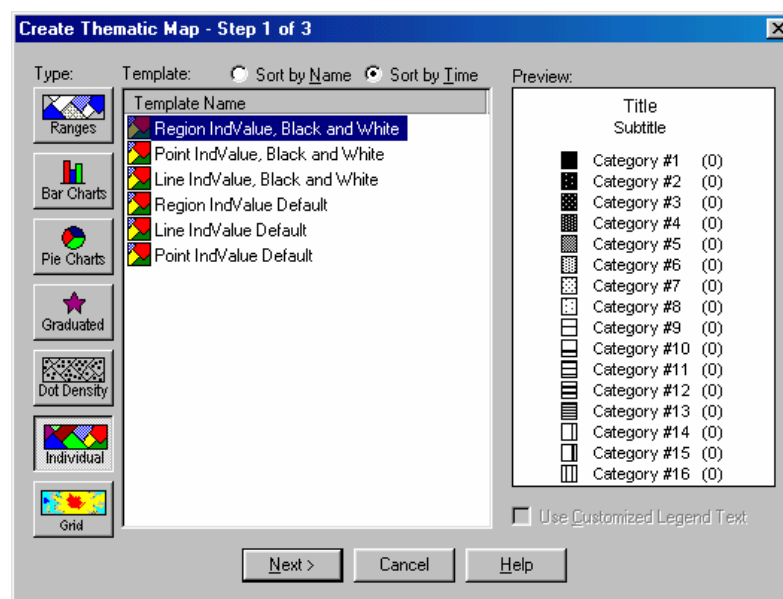 Create Thematic Map - Step 1 of 3
Type:
Ranges
Bar Charts
Pie Charts
Graduated
Dot Density
Individual
Grid
Template: Sort by Name Sort by Time
Template Name
Region IndValue, Black and White
Point IndValue, Black and White
Line IndValue, Black and White
Region IndValue Default
Line IndValue Default
Point IndValue Default
Preview:
Title
Subtitle
Category #1 (0)
Category #2 (0)
Category #3 (0)
Category #4 (0)
Category #5 (0)
Category #6 (0)
Category #7 (0)
Category #8 (0)
Category #9 (0)
Category #10 (0)
Category #11 (0)
Category #12 (0)
Category #13 (0)
Category #14 (0)
Category #15 (0)
Category #16 (0)
Use Customized Legend Text
Next > Cancel Help